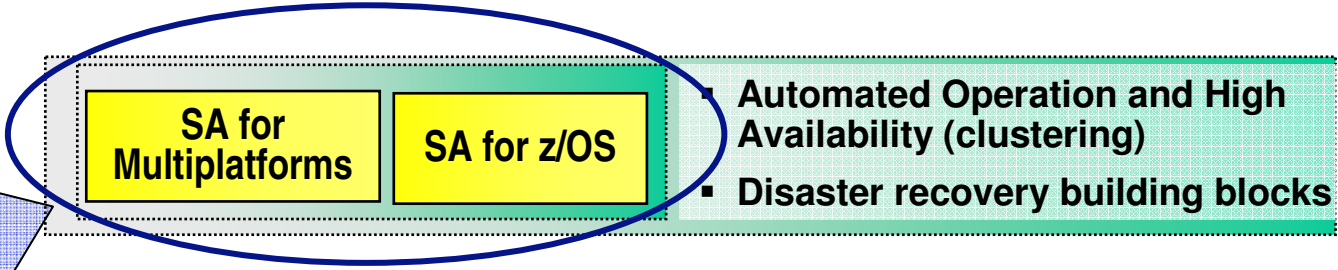 SA for
Multiplatforms
SA for z/OS
▪ Automated Operation and High
Availability (clustering)
▪ Disaster recovery building blocks